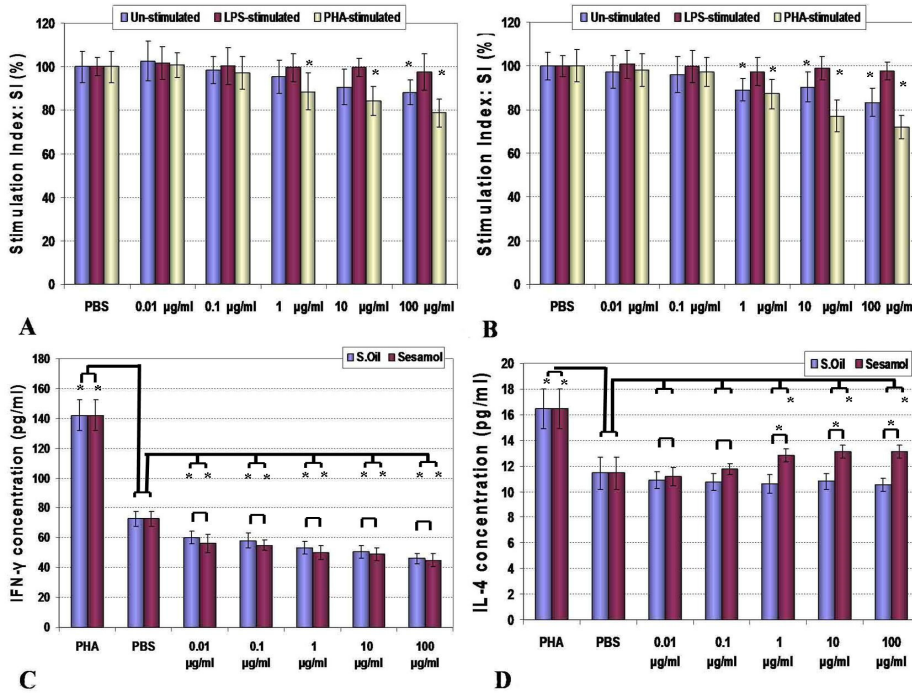 Un-stimulated LPS-stimulated PHA-stimulated
Stimulation Index: SI (%)
120
100
80
60
40
20
0
* * * * *
PBS 0.01 µg/ml 0.1 µg/ml 1 µg/ml 10 µg/ml 100 µg/ml
A
Un-stimulated LPS-stimulated PHA-stimulated
Stimulation Index: SI (%)
120
100
80
60
40
20
0
* * * * * *
PBS 0.01 µg/ml 0.1 µg/ml 1 µg/ml 10 µg/ml 100 µg/ml
B
S.Oil Sesamol
IFN-γ concentration (pg/ml)
180
160
140
120
100
80
60
40
20
0
* *
* * * * * * * * * *
PHA PBS 0.01 0.1 1 10 100
µg/ml µg/ml µg/ml µg/ml µg/ml
C
S.Oil Sesamol
IL-4 concentration (pg/ml)
20
18
16
14
12
10
8
6
4
2
0
* *
* * *
* * *
PHA PBS 0.01 0.1 1 10 100
µg/ml µg/ml µg/ml µg/ml µg/ml
D